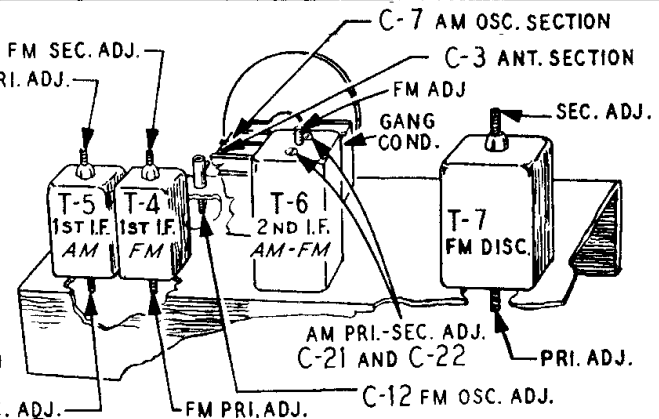 C-7 AM OSC. SECTION
FM SEC. ADJ.
C-3 ANT. SECTION
PRI. ADJ.
FM ADJ
SEC. ADJ.
GANG
COND.
T-5
1ST I.F.
AM
T-4
1ST I.F.
FM
T-6
2ND I.F.
AM-FM
T-7
FM DISC.
AM PRI.-SEC. ADJ.
C-21 AND C-22
PRI. ADJ.
C-12 FM OSC. ADJ.
ADJ.
FM PRI. ADJ.